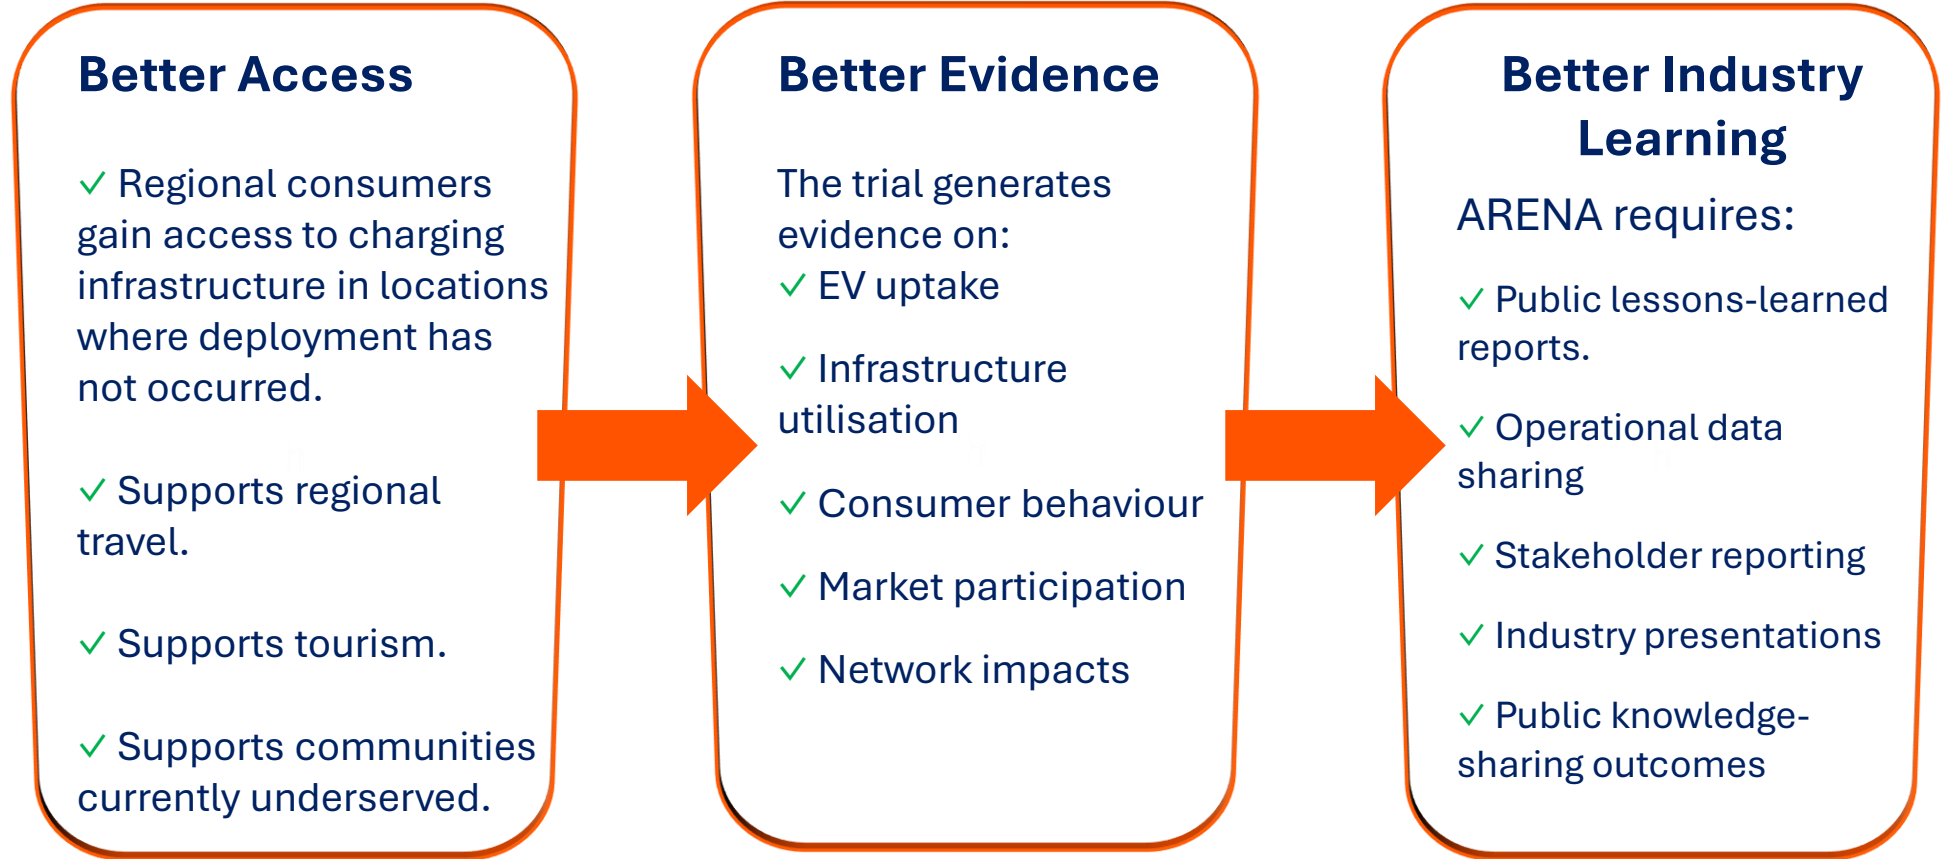 Better Access
✓ Regional consumers
gain access to charging
infrastructure in locations
where deployment has
not occurred.
✓ Supports regional
travel.
✓ Supports tourism.
✓ Supports communities
currently underserved.
Better Evidence
The trial generates
evidence on:
✓ EV uptake
✓ Infrastructure
utilisation
✓ Consumer behaviour
✓ Market participation
✓ Network impacts
Better Industry
Learning
ARENA requires:
✓ Public lessons-learned
reports.
✓ Operational data
sharing
✓ Stakeholder reporting
✓ Industry presentations
✓ Public knowledge-
sharing outcomes